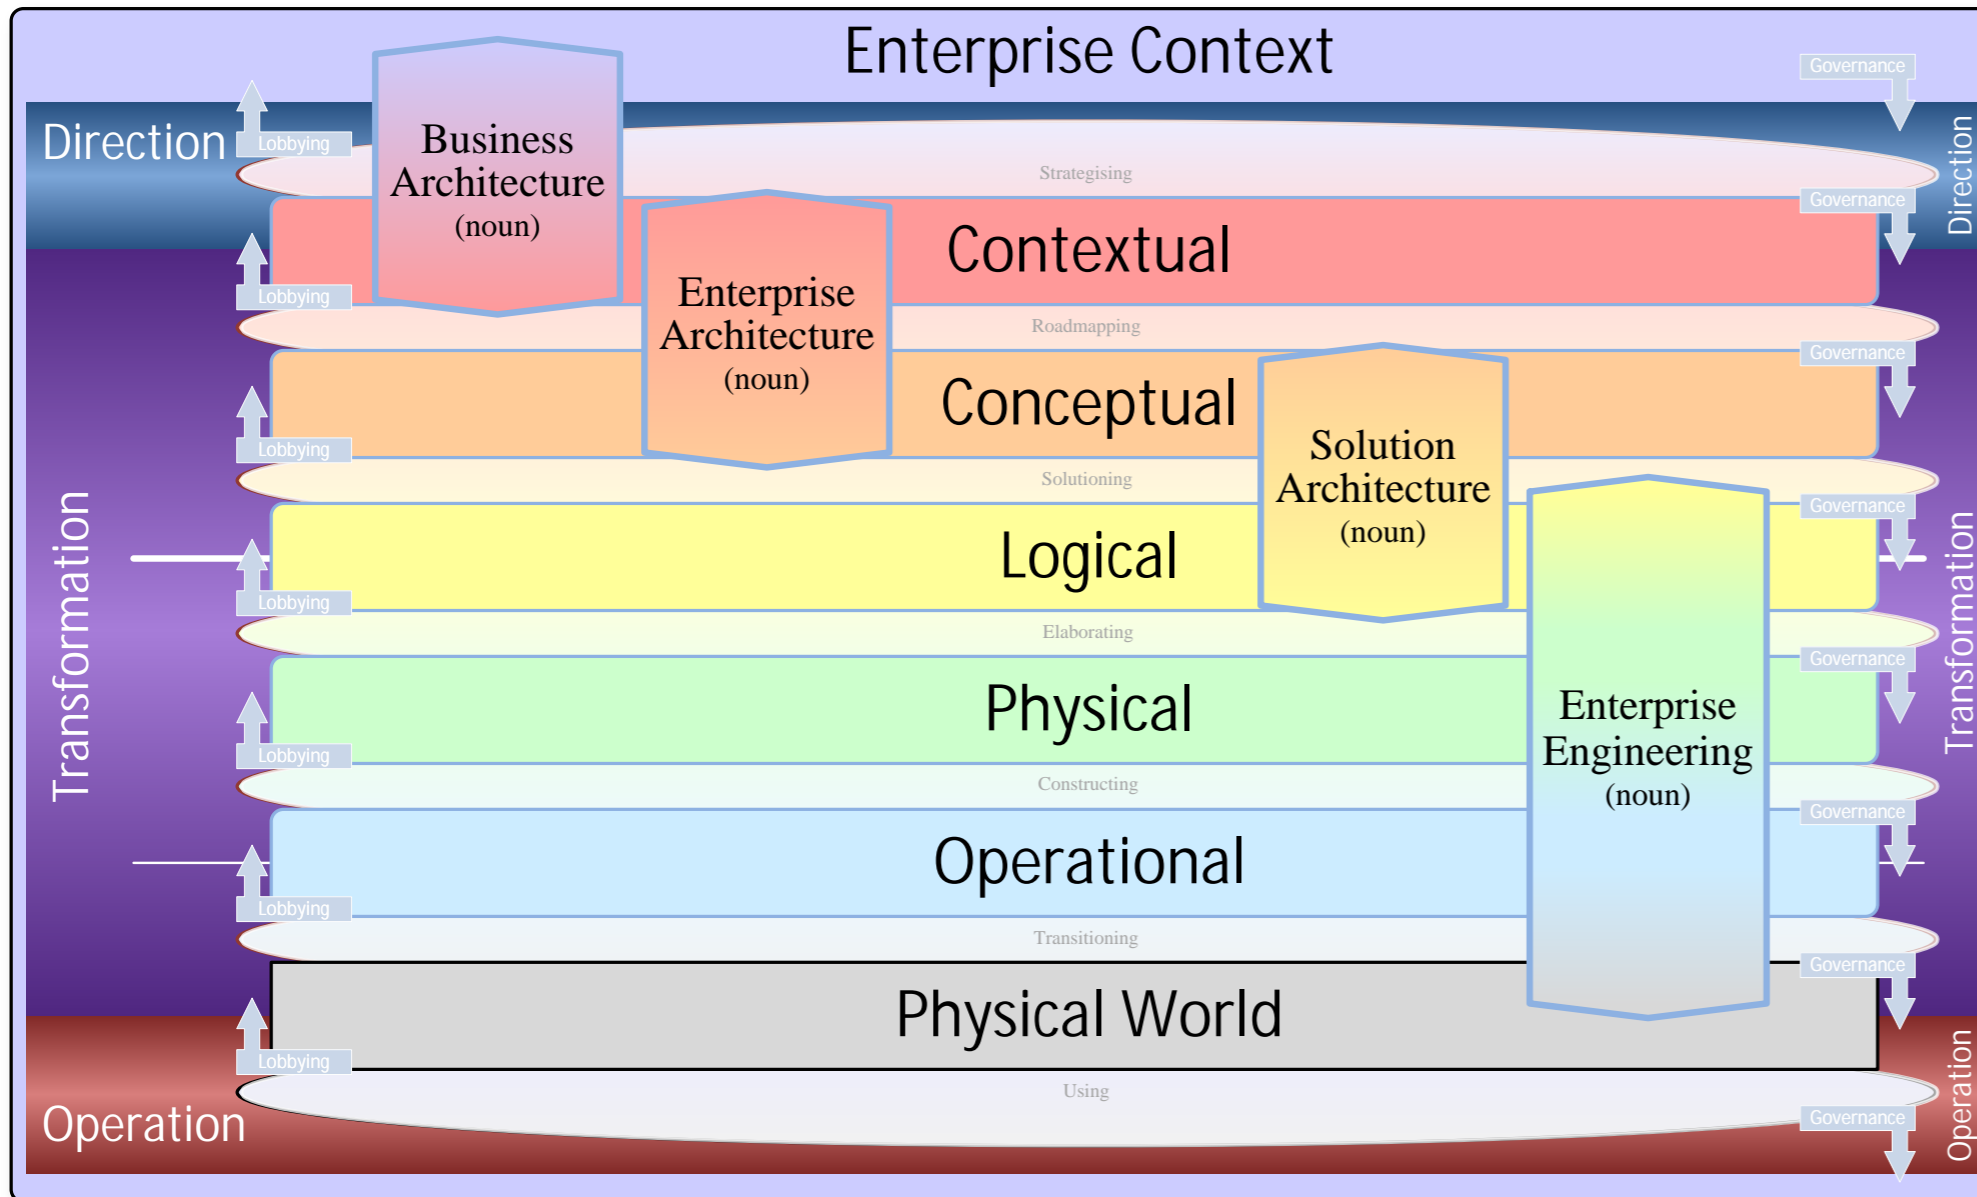 Enterprise Context
Governance
Direction
Lobbying
Business
Architecture
(noun)
Strategising
Direction
Governance
Contextual
Lobbying
Enterprise
Architecture
(noun)
Roadmapping
Governance
Conceptual
Lobbying
Solution
Architecture
(noun)
Solutioning
Governance
Transformation
Logical
Transformation
Lobbying
Elaborating
Governance
Physical
Enterprise
Engineering
(noun)
Lobbying
Constructing
Governance
Operational
Lobbying
Transitioning
Governance
Physical World
Lobbying
Using
Operation
Governance
Operation